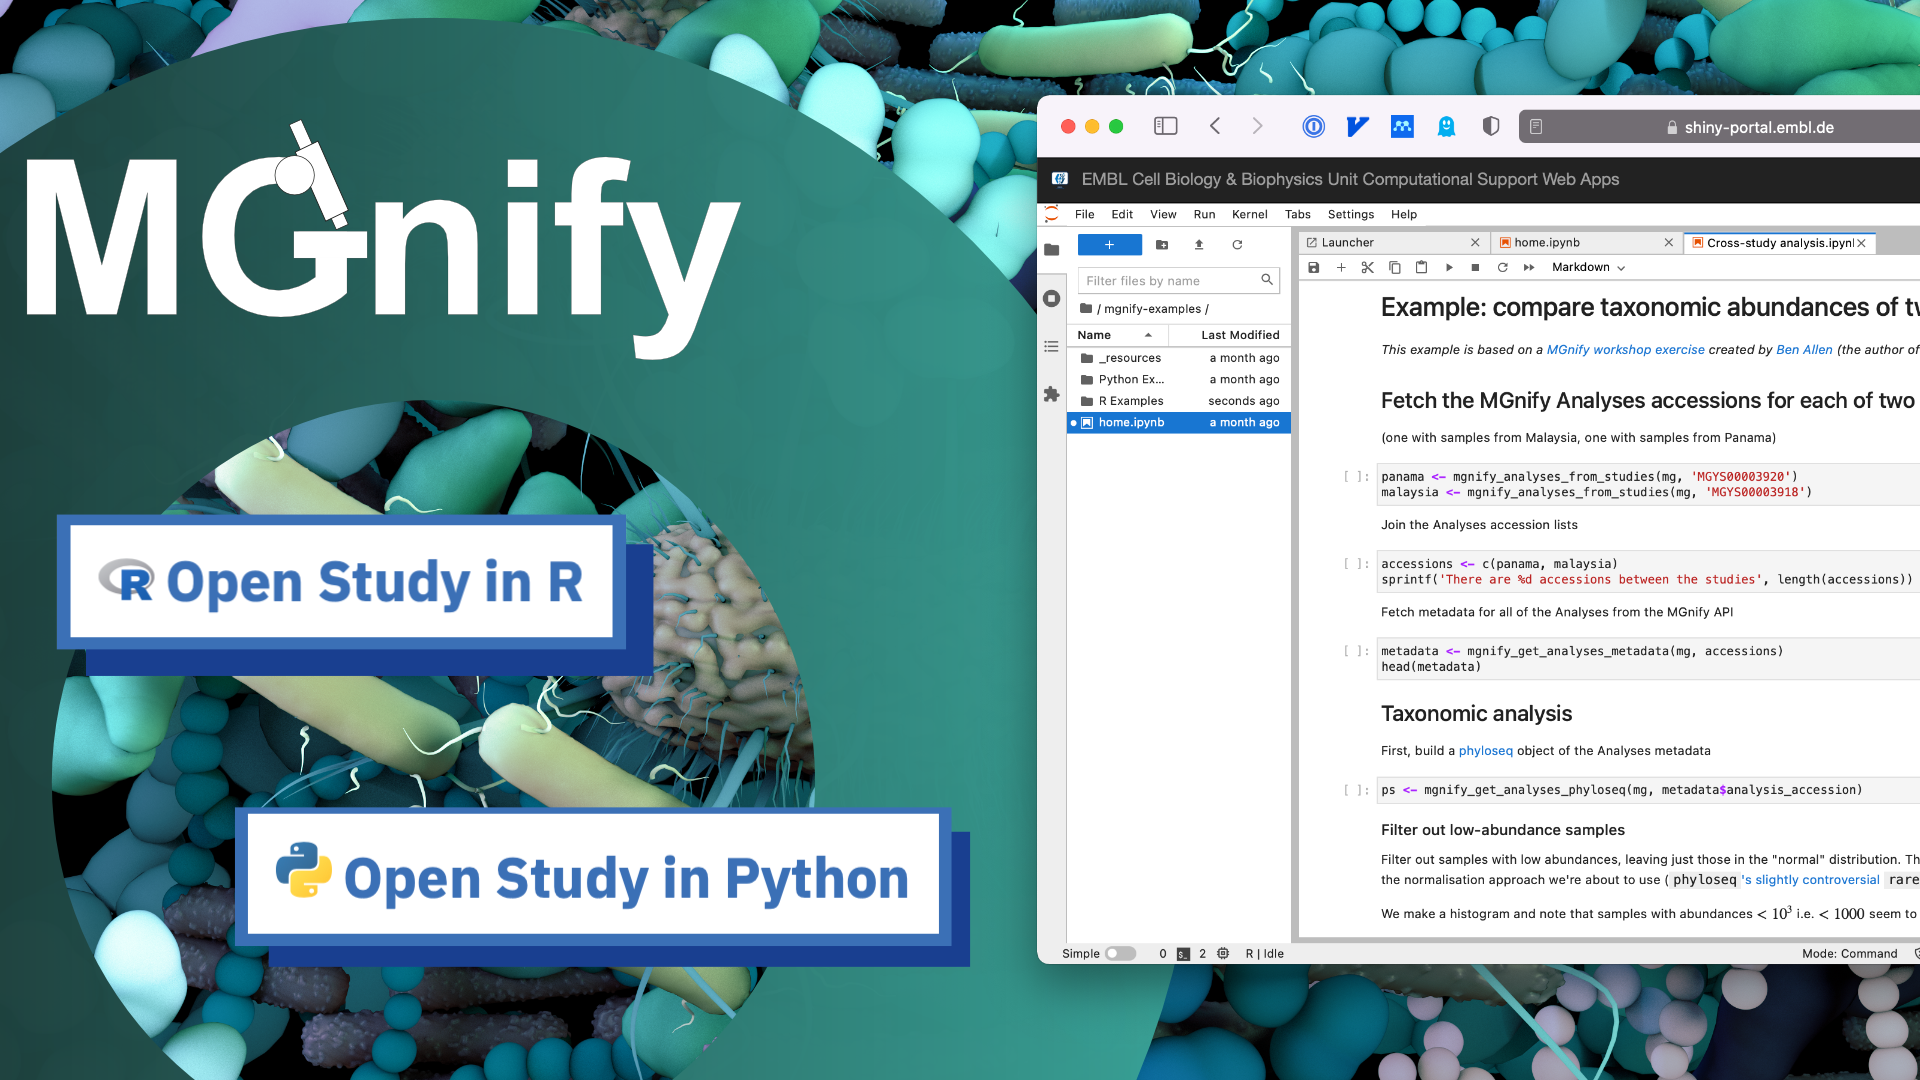 MGnify
Open Study in R
Open Study in Python
shiny-portal.embl.de
EMBL Cell Biology & Biophysics Unit Computational Support Web Apps
File Edit View Run Kernel Tabs Settings Help
Launcher
home.ipynb
Cross-study analysis.ipyn
Markdown
Filter files by name
/ mgnify-examples /
Name Last Modified
_resources a month ago
Python Ex... a month ago
R Examples seconds ago
home.ipynb a month ago
Example: compare taxonomic abundances of
This example is based on a MGnify workshop exercise created by Ben Allen (the author of
Fetch the MGnify Analyses accessions for each of two
(one with samples from Malaysia, one with samples from Panama)
[ ]: panama <- mgnify_analyses_from_studies(mg, 'MGYS00003920')
malaysia <- mgnify_analyses_from_studies(mg, 'MGYS00003918')
Join the Analyses accession lists
[ ]: accessions <- c(panama, malaysia)
sprintf('There are %d accessions between the studies', length(accessions))
Fetch metadata for all of the Analyses from the MGnify API
[ ]: metadata <- mgnify_get_analyses_metadata(mg, accessions)
head(metadata)
Taxonomic analysis
First, build a phyloseq object of the Analyses metadata
[ ]: ps <- mgnify_get_analyses_phyloseq(mg, metadata$analysis_accession)
Filter out low-abundance samples
Filter out samples with low abundances, leaving just those in the "normal" distribution. Th
the normalisation approach we're about to use ( phyloseq 's slightly controversial rare
We make a histogram and note that samples with abundances < 10³ i.e. < 1000 seem to
Simple 0 2 R | Idle
Mode: Command